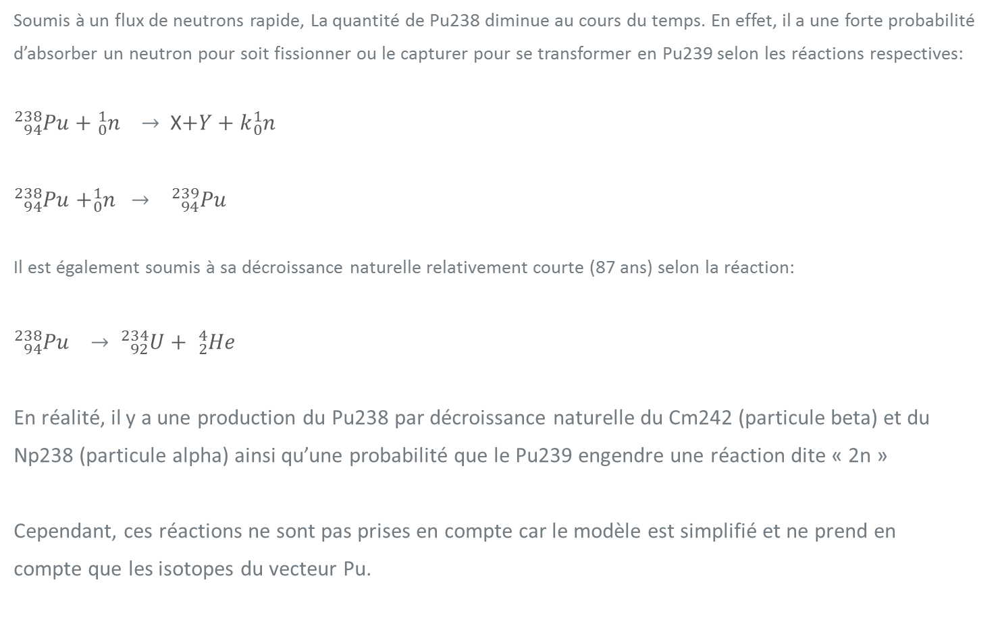 Soumis à un flux de neutrons rapide, La quantité de Pu238 diminue au cours du temps. En effet, il a une forte probabilité
d’absorber un neutron pour soit fissionner ou le capturer pour se transformer en Pu239 selon les réactions respectives:
$^{238}_{94}Pu + ^{1}_{0}n \rightarrow X+Y + k^{1}_{0}n$
$^{238}_{94}Pu +^{1}_{0}n \rightarrow ^{239}_{94}Pu$
Il est également soumis à sa décroissance naturelle relativement courte (87 ans) selon la réaction:
$^{238}_{94}Pu \rightarrow ^{234}_{92}U + ^{4}_{2}He$
En réalité, il y a une production du Pu238 par décroissance naturelle du Cm242 (particule beta) et du
Np238 (particule alpha) ainsi qu’une probabilité que le Pu239 engendre une réaction dite « 2n »
Cependant, ces réactions ne sont pas prises en compte car le modèle est simplifié et ne prend en
compte que les isotopes du vecteur Pu.